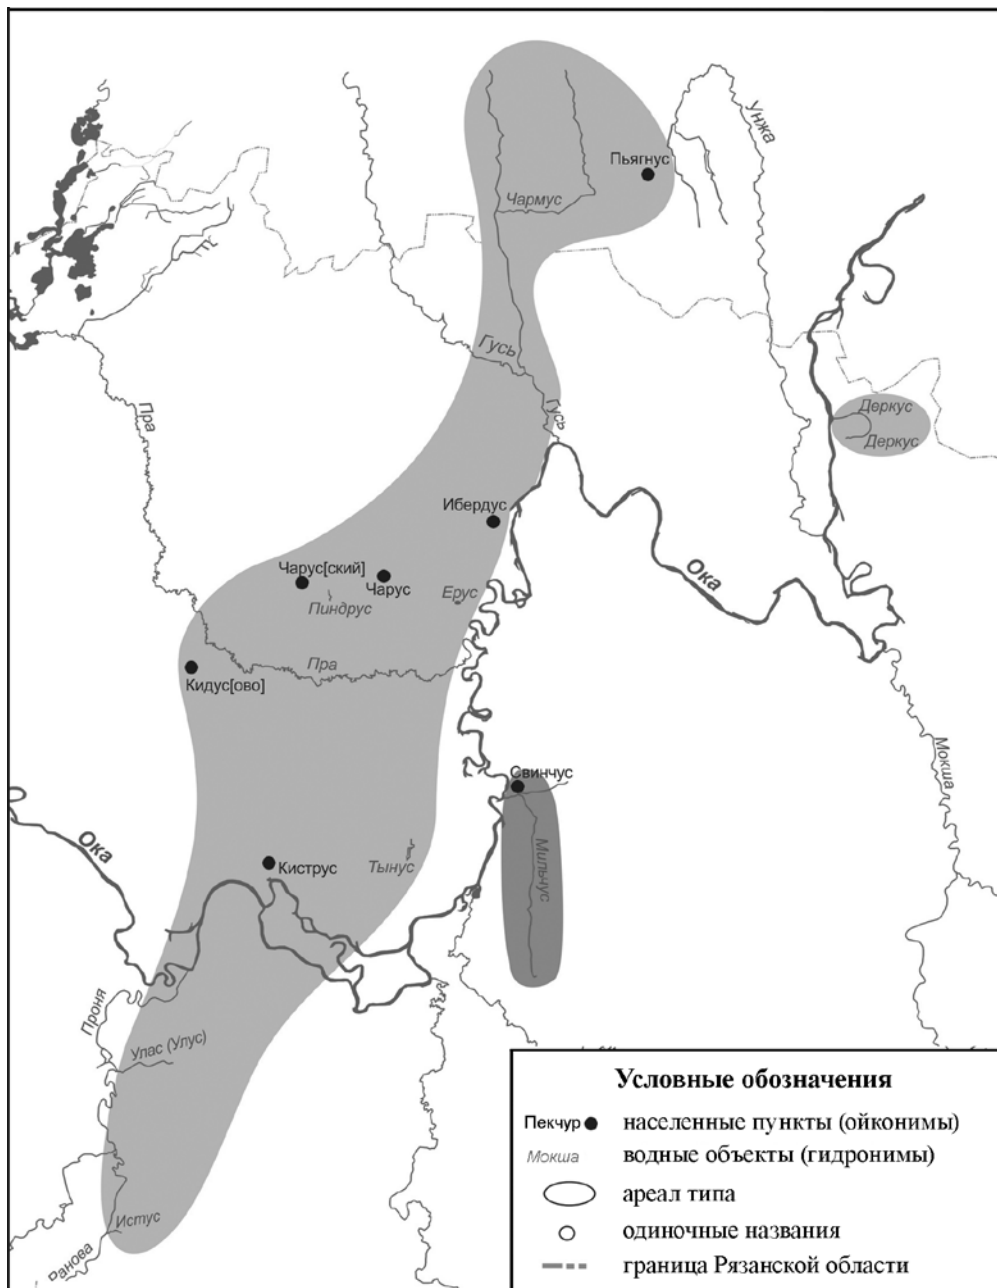 Унжа
Пьягнус
Чармус
Гусь
Гусь
Пра
Деркус
Деркус
Ибердус
Чарус[ский]
Чарус
Пиндрус
Ерус
Ока
Пра
Кидус[ово]
Мокша
Свинчус
Ока
Мильчус
Тынус
Киструс
Проня
Улас (Улус)
Истус
Ранова
Условные обозначения
Пекчур населенные пункты (ойконимы)
Мокша водные объекты (гидронимы)
ареал типа
одиночные названия
граница Рязанской области